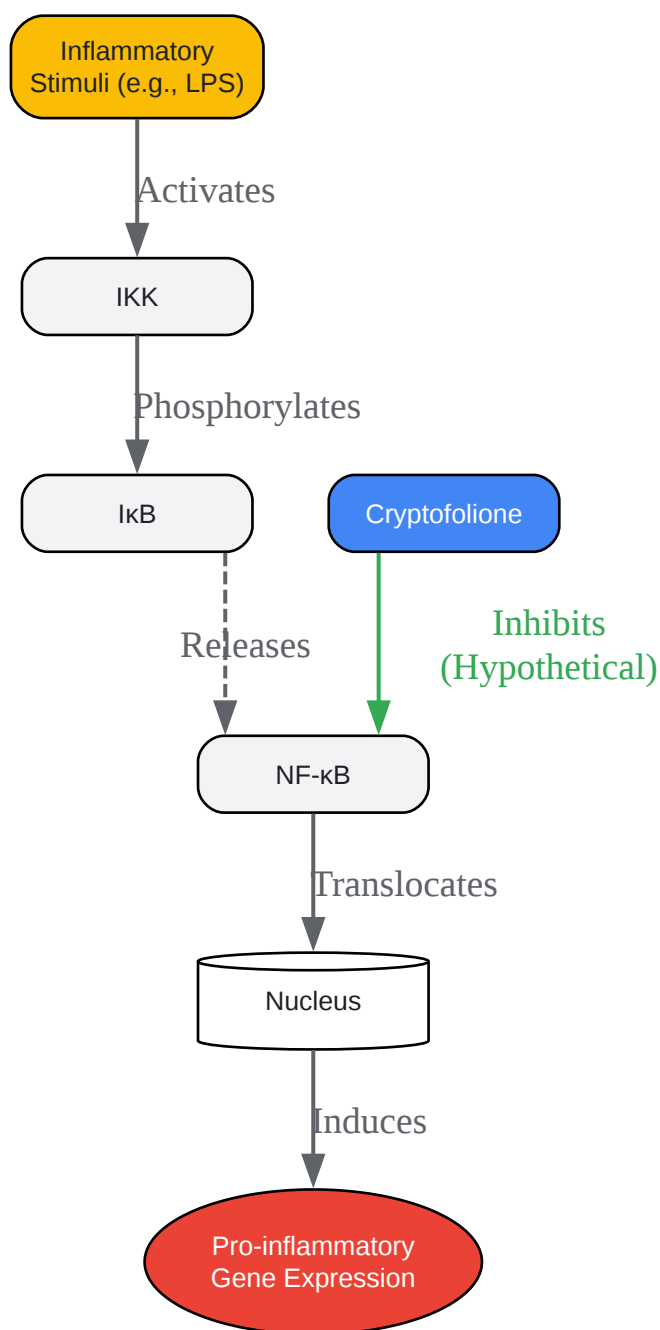 Inflammatory
Stimuli (e.g., LPS)
Activates
IKK
Phosphorylates
IκB
Cryptofolione
Releases
Inhibits
(Hypothetical)
NF-κB
Translocates
Nucleus
Induces
Pro-inflammatory
Gene Expression